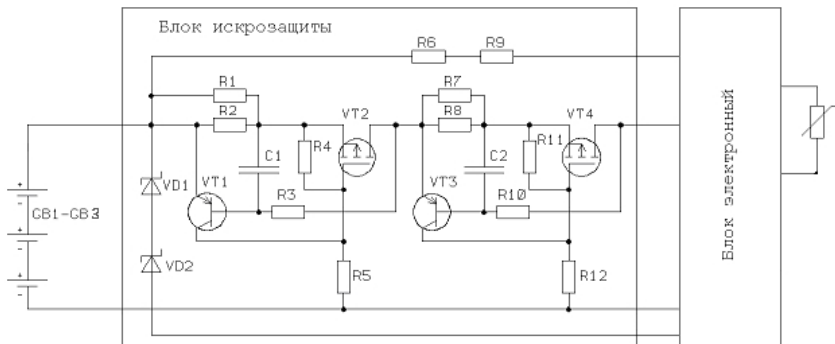 Блок искрозащиты
R6 R9
R1 R7
R2 VT2 R8 VT4
R4 R11
C1 C2
VT1 R3 VT3 R10
VD1
GB1-GB3
VD2
R5 R12
Блок электронный
+
-
+
-
+
-